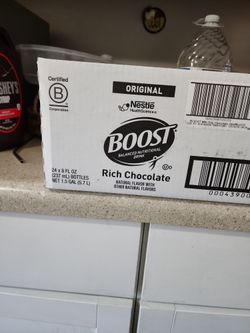 ORIGINAL
Certified
B
Corporation
Nestlé
HealthScience
BOOST
BALANCED NUTRITIONAL
DRINK
Rich Chocolate
NATURAL FLAVOR WITH
OTHER NATURAL FLAVORS
24 x 8 FL OZ
(237 mL) BOTTLES
NET 1.5 GAL (5.7 L)